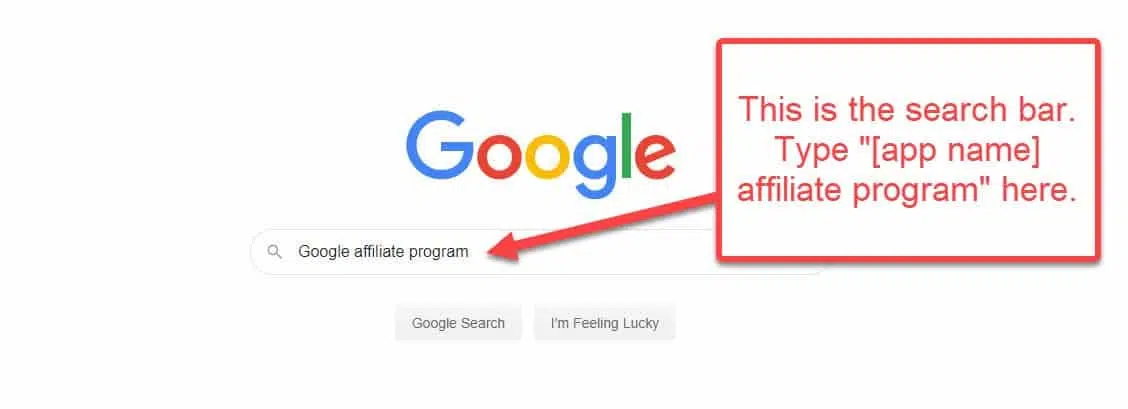 Google
This is the search bar.
Type "[app name]
affiliate program" here.
Google affiliate program
Google Search
I'm Feeling Lucky